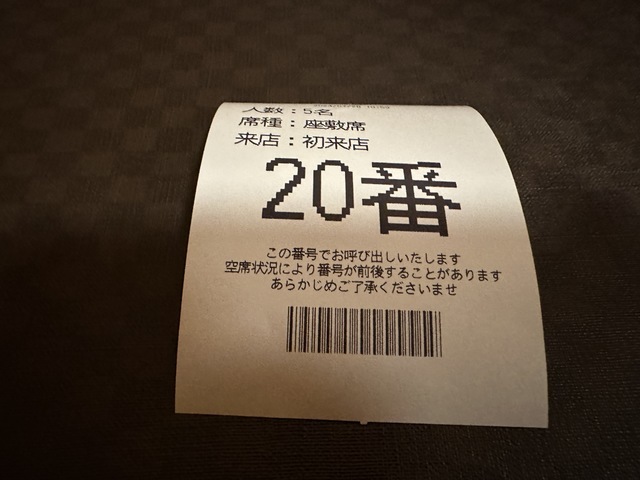 人数：5名
席種：座敷席
来店：初来店
20番
この番号でお呼び出しいたします
空席状況により番号が前後することがあります
あらかじめご了承くださいませ